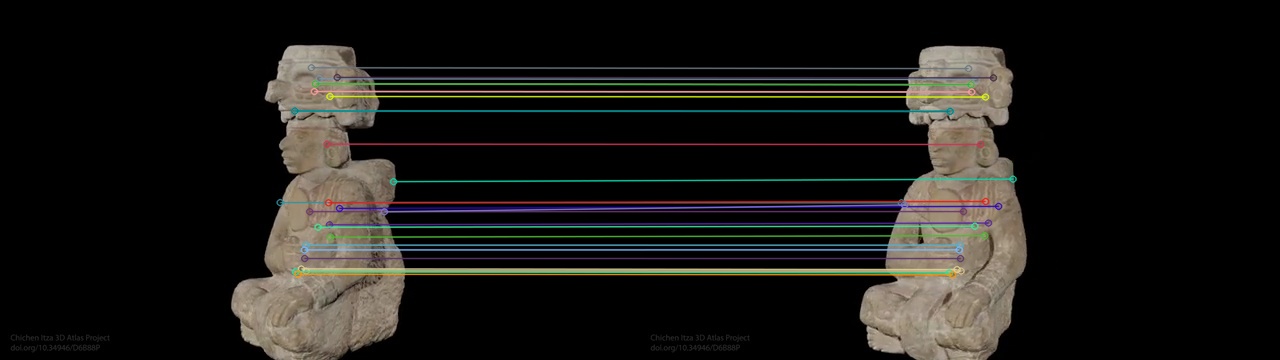 Chichen Itza 3D Atlas Project
doi.org/10.34946/D6B88P
Chichen Itza 3D Atlas Project
doi.org/10.34946/D6B88P